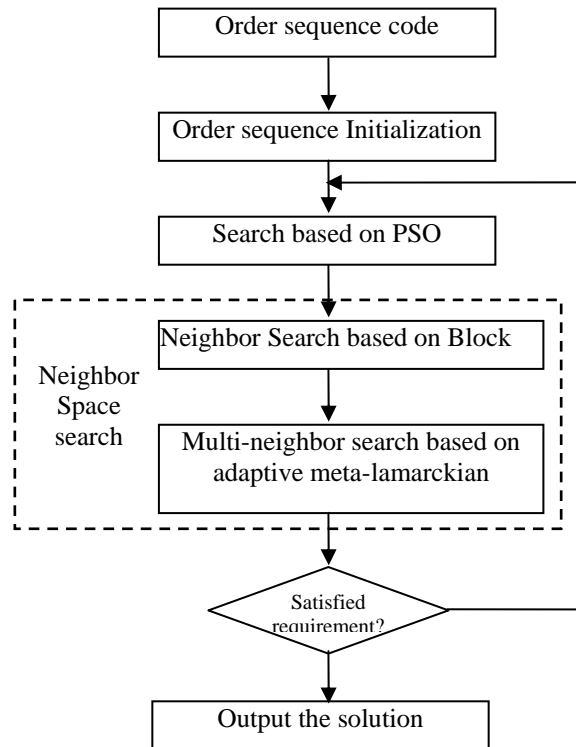 Order sequence code
Order sequence Initialization
Search based on PSO
Neighbor Search based on Block
Neighbor
Space
search
Multi-neighbor search based on
adaptive meta-lamarckian
Satisfied
requirement?
Output the solution